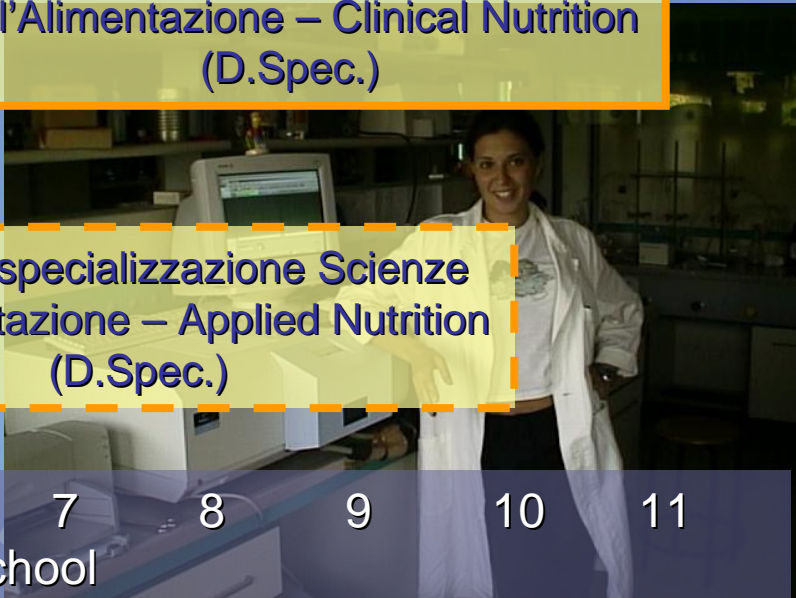 l'Alimentazione – Clinical Nutrition
(D.Spec.)
specializzazione Scienze
tazione – Applied Nutrition
(D.Spec.)
7 8 9 10 11
chool